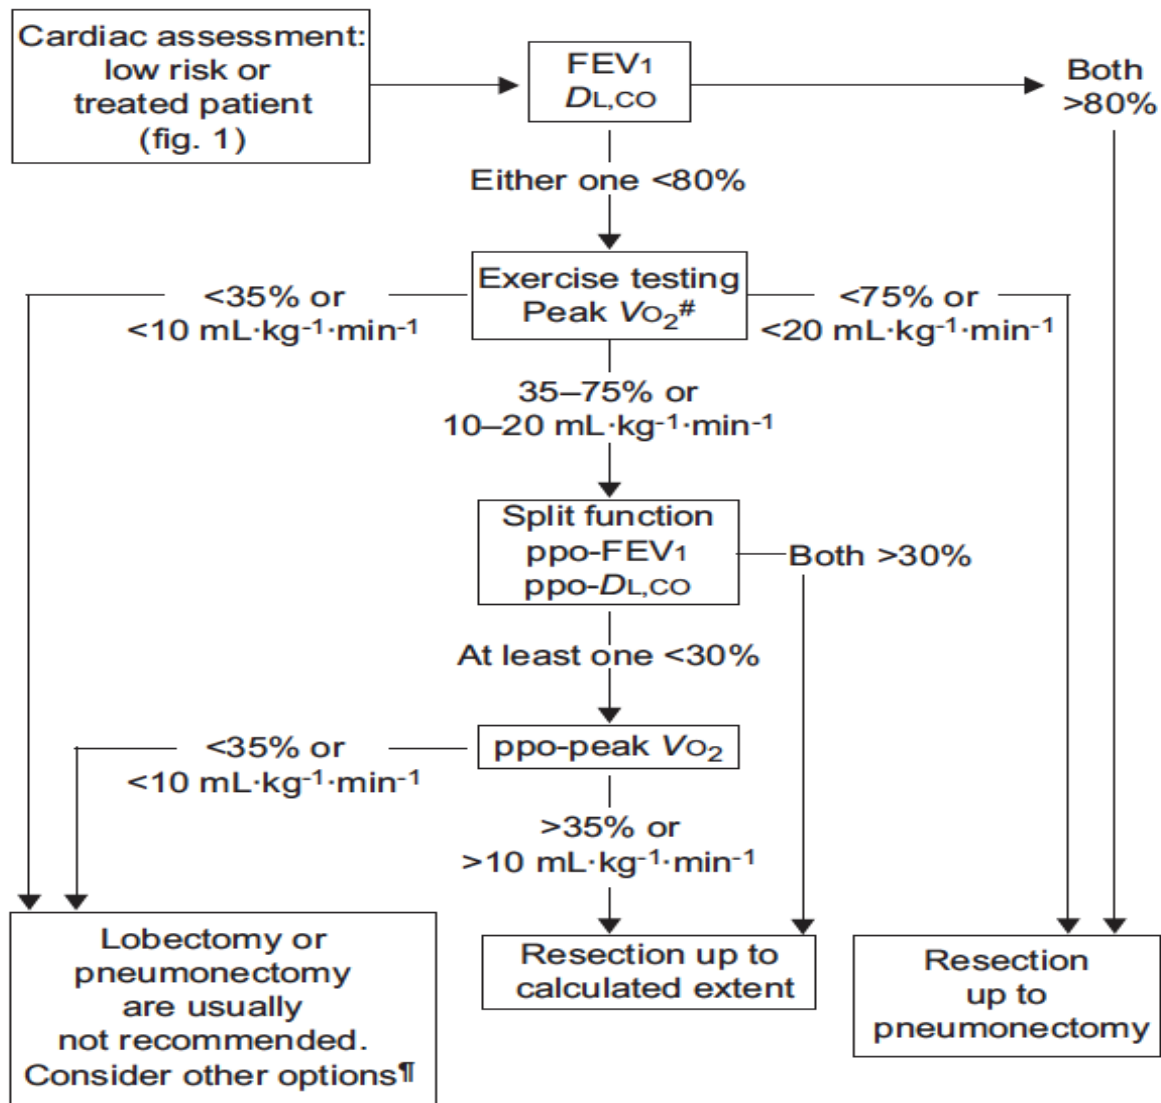 Cardiac assessment:
low risk or
treated patient
(fig. 1)
FEV1
DL,CO
Both
>80%
Either one <80%
Exercise testing
Peak VO2#
<35% or
<10 mL·kg-1·min-1
<75% or
<20 mL·kg-1·min-1
35–75% or
10–20 mL·kg-1·min-1
Split function
ppo-FEV1
ppo-DL,CO
Both >30%
At least one <30%
ppo-peak VO2
<35% or
<10 mL·kg-1·min-1
>35% or
>10 mL·kg-1·min-1
Lobectomy or
pneumonectomy
are usually
not recommended.
Consider other options¶
Resection up to
calculated extent
Resection
up to
pneumonectomy